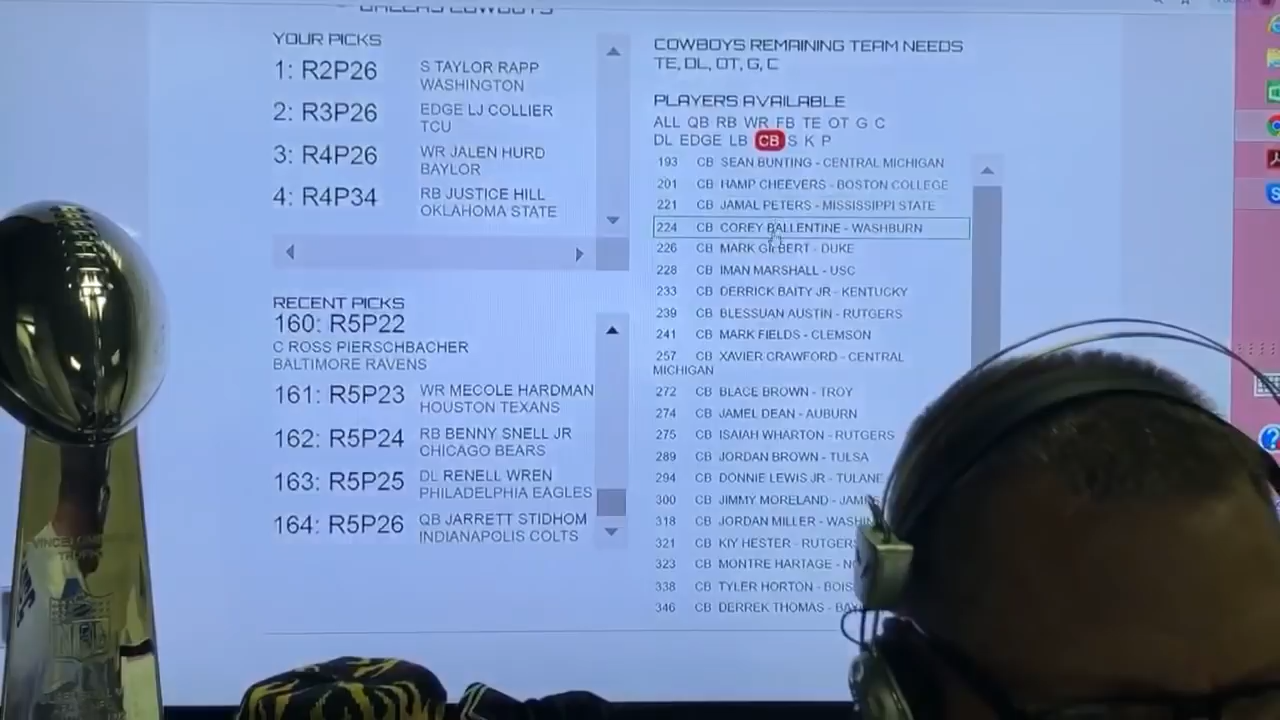 DALLAS COWBOYS
YOUR PICKS
1: R2P26
S TAYLOR RAPP
WASHINGTON
2: R3P26
EDGE LJ COLLIER
TCU
3: R4P26
WR JALEN HURD
BAYLOR
4: R4P34
RB JUSTICE HILL
OKLAHOMA STATE
RECENT PICKS
160: R5P22
C ROSS PIERSCHBACHER
BALTIMORE RAVENS
161: R5P23
WR MECOLE HARDMAN
HOUSTON TEXANS
162: R5P24
RB BENNY SNELL JR
CHICAGO BEARS
163: R5P25
DL RENELL WREN
PHILADELPHIA EAGLES
164: R5P26
QB JARRETT STIDHOM
INDIANAPOLIS COLTS
COWBOYS REMAINING TEAM NEEDS
TE, DL, OT, G, C
PLAYERS AVAILABLE
ALL QB RB WR FB TE OT G C
DL EDGE LB CB S K P
193 CB SEAN BUNTING - CENTRAL MICHIGAN
201 CB HAMP CHEEVERS - BOSTON COLLEGE
221 CB JAMAL PETERS - MISSISSIPPI STATE
224 CB COREY BALLENTINE - WASHBURN
226 CB MARK GILBERT - DUKE
228 CB IMAN MARSHALL - USC
233 CB DERRICK BAITY JR - KENTUCKY
239 CB BLESSUAN AUSTIN - RUTGERS
241 CB MARK FIELDS - CLEMSON
257 CB XAVIER CRAWFORD - CENTRAL
MICHIGAN
272 CB BLACE BROWN - TROY
274 CB JAMEL DEAN - AUBURN
275 CB ISAIAH WHARTON - RUTGERS
289 CB JORDAN BROWN - TULSA
294 CB DONNIE LEWIS JR - TULANE
300 CB JIMMY MORELAND -
318 CB JORDAN MILLER -
321 CB KIY HESTER - RUTGERS
323 CB MONTRE HARTAGE -
338 CB TYLER HORTON -
346 CB DERREK THOMAS -
NFL